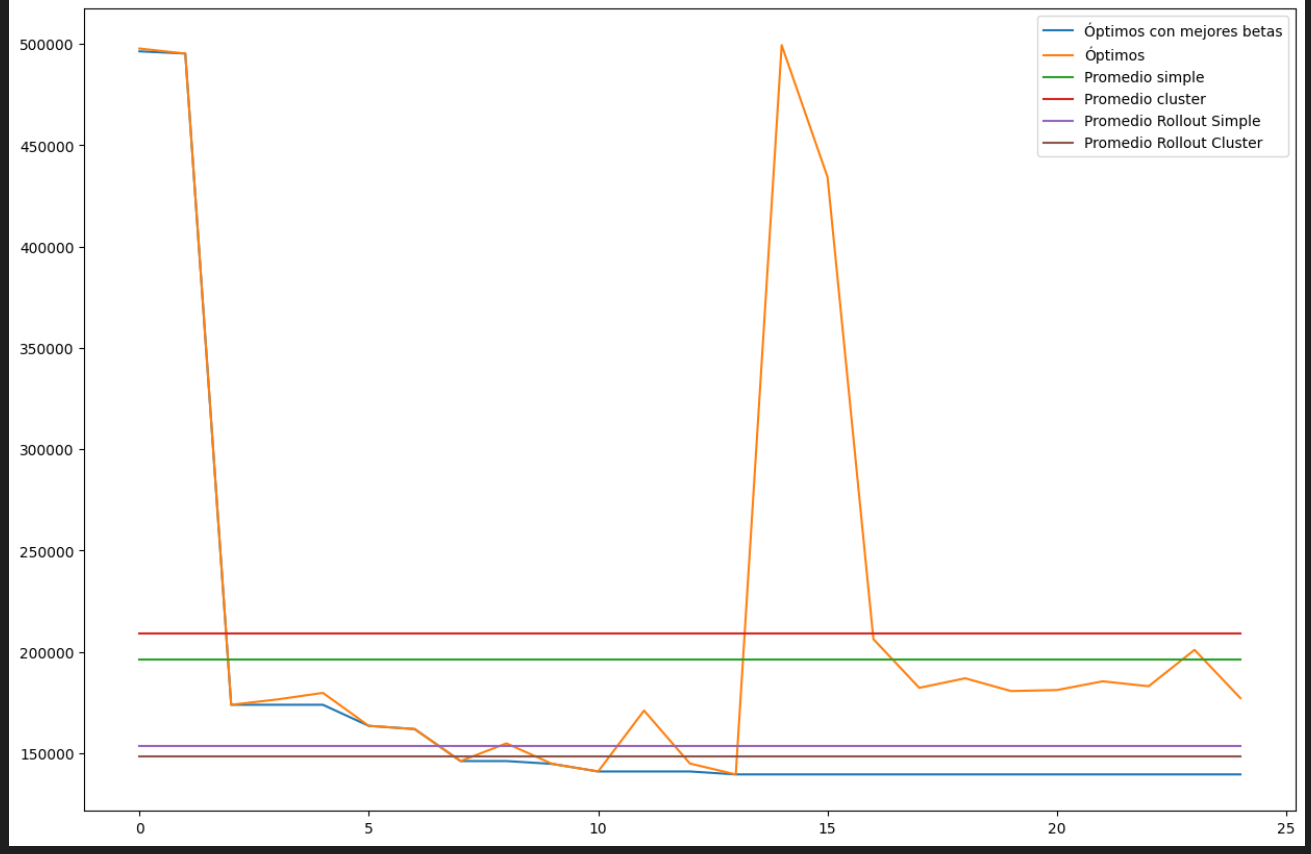 Óptimos con mejores betas
Óptimos
Promedio simple
Promedio cluster
Promedio Rollout Simple
Promedio Rollout Cluster
500000
450000
400000
350000
300000
250000
200000
150000
0 5 10 15 20 25